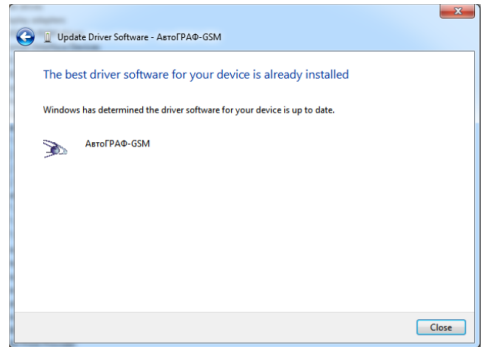 Update Driver Software - АвтоГРАФ-GSM
The best driver software for your device is already installed
Windows has determined the driver software for your device is up to date.
АвтоГРАФ-GSM
Close